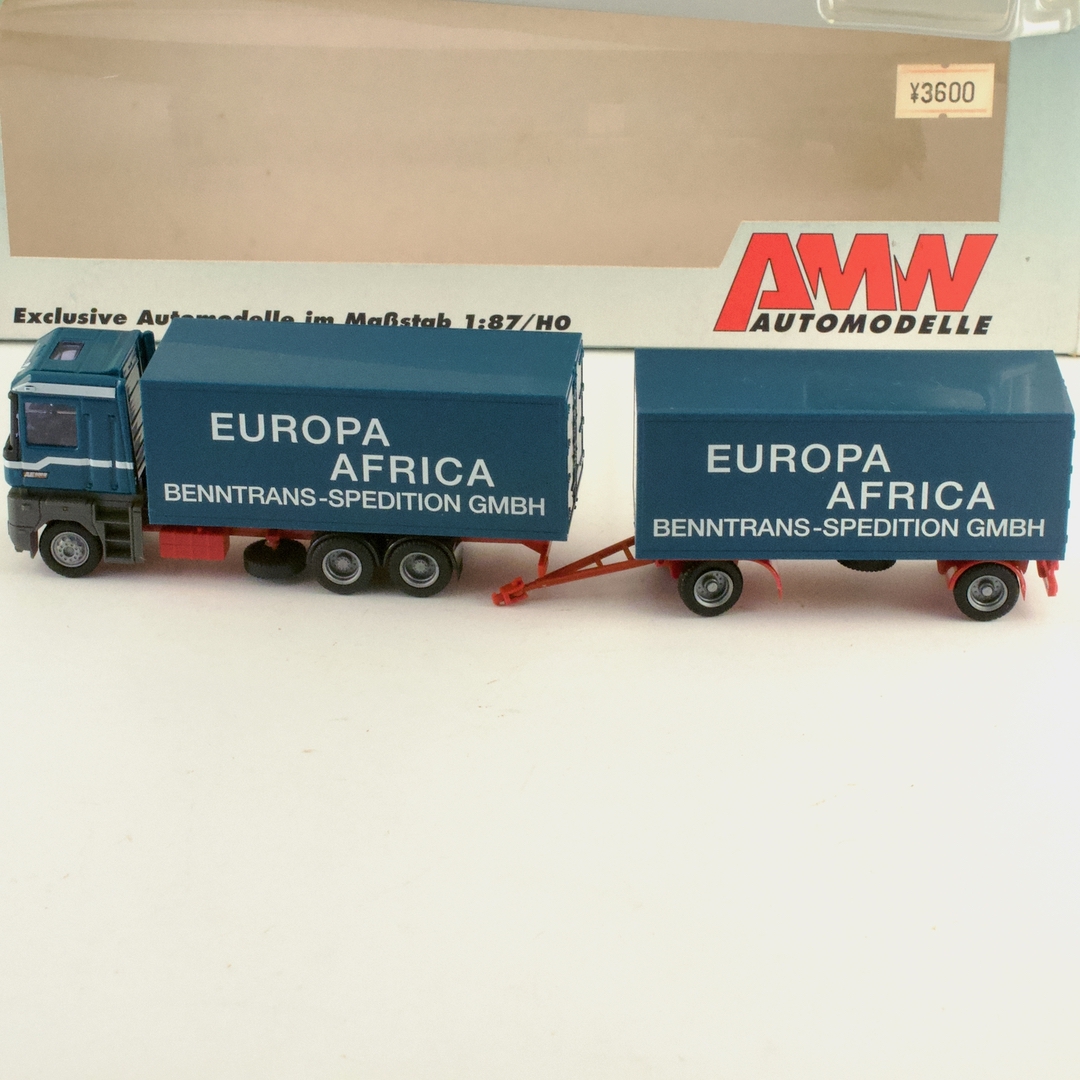 ¥3600
AMW
AUTOMODELLE
Exclusive Automodelle im Maßstab 1:87/HO
EUROPA
AFRICA
BENNTRANS-SPEDITION GMBH
EUROPA
AFRICA
BENNTRANS-SPEDITION GMBH